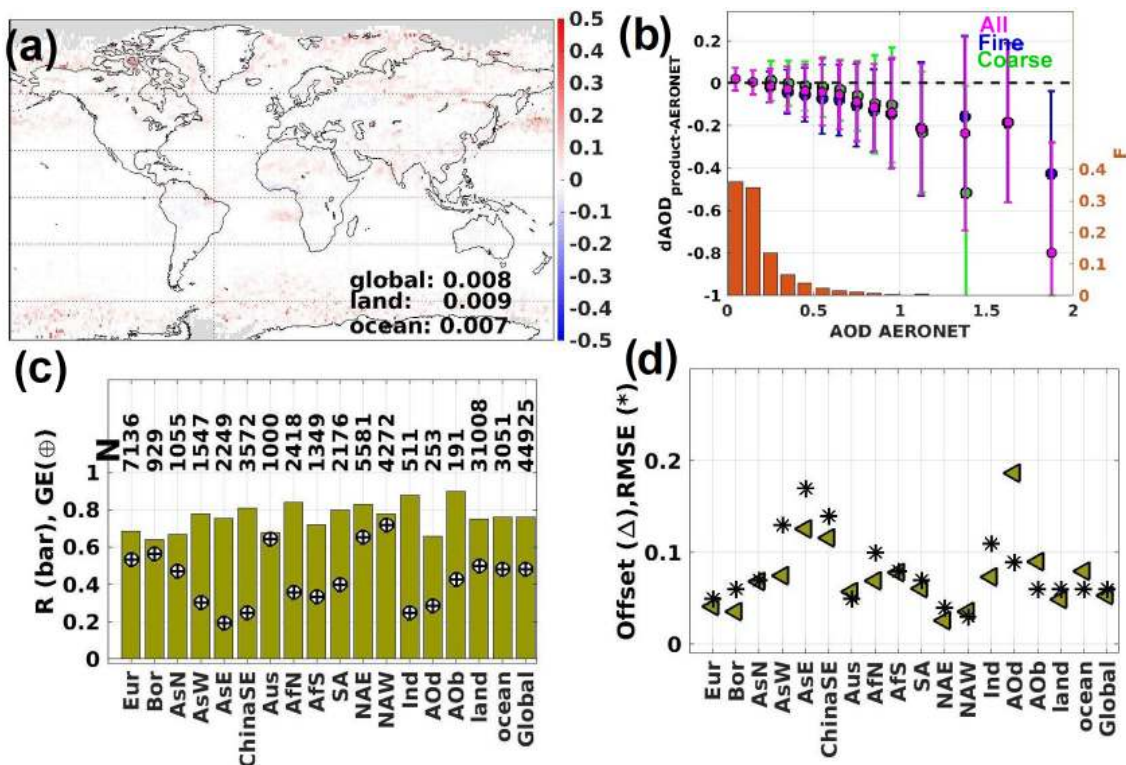 (a)
0.5
0.4
0.3
0.2
0.1
0
-0.1
-0.2
-0.3
-0.4
-0.5
global: 0.008
land: 0.009
ocean: 0.007
(b)
All
Fine
Coarse
0.2
0
-0.2
-0.4
-0.6
-0.8
-1
dAOD product-AERONET
0.4
0.3
0.2
0.1
0
F
0 0.5 1 1.5 2
AOD AERONET
(c)
N
7136 929 1055 1547 2249 3572 1000 2418 1349 2176 5581 4272 511 253 191 31008 3051 44925
R (bar), GE(⊕)
1
0.8
0.6
0.4
0.2
0
Eur Bor AsN AsW AsE ChinaSE Aus AfN AfS SA NAE NAW Ind AOd AOb land ocean Global
(d)
Offset (△),RMSE (*)
0.2
0.1
0
Eur Bor AsN AsW AsE ChinaSE Aus AfN AfS SA NAE NAW Ind AOd AOb land ocean Global